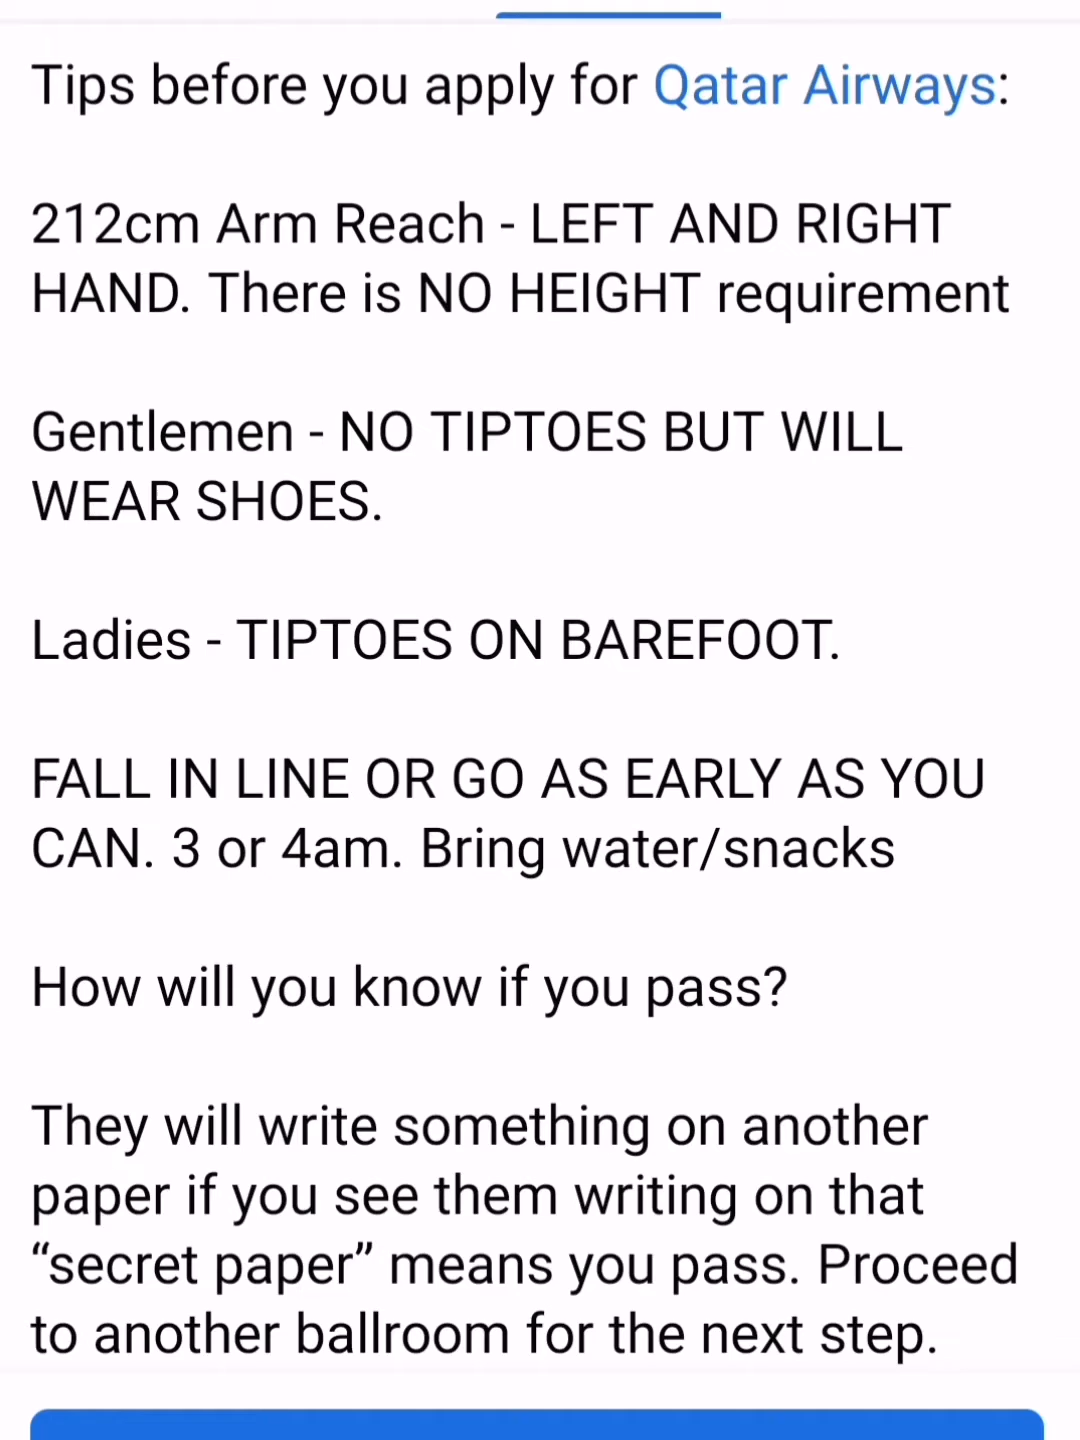 Tips before you apply for Qatar Airways:
212cm Arm Reach - LEFT AND RIGHT
HAND. There is NO HEIGHT requirement
Gentlemen - NO TIPTOES BUT WILL
WEAR SHOES.
Ladies - TIPTOES ON BAREFOOT.
FALL IN LINE OR GO AS EARLY AS YOU
CAN. 3 or 4am. Bring water/snacks
How will you know if you pass?
They will write something on another
paper if you see them writing on that
“secret paper” means you pass. Proceed
to another ballroom for the next step.